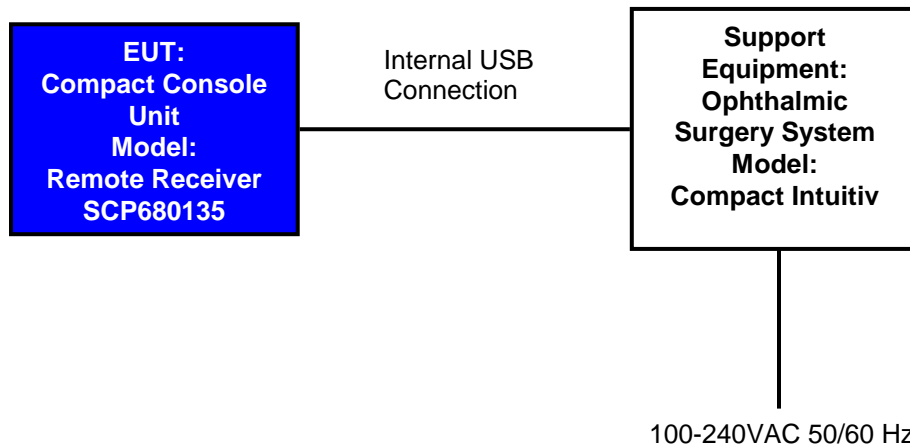 EUT:
Compact Console
Unit
Model:
Remote Receiver
SCP680135
Internal USB
Connection
Support
Equipment:
Ophthalmic
Surgery System
Model:
Compact Intuitiv
100-240VAC 50/60 Hz